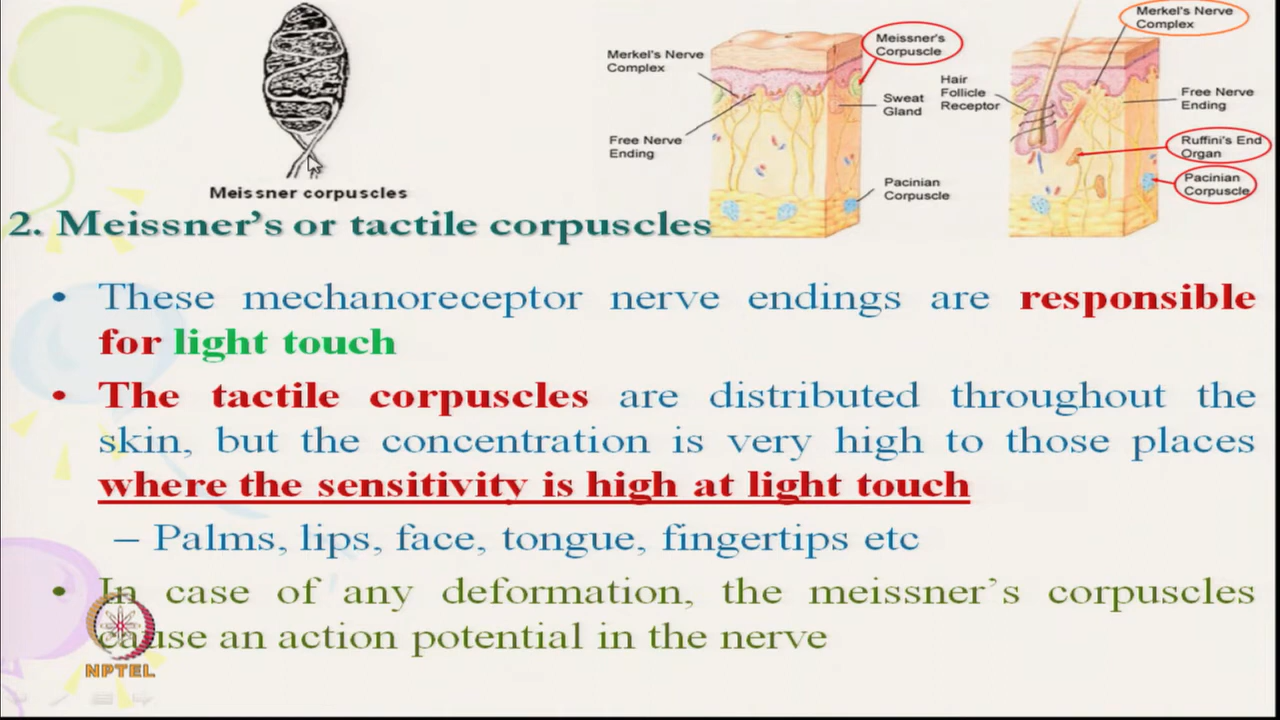 Meissner corpuscles
Merkel's Nerve
Complex
Free Nerve
Ending
Meissner's
Corpuscle
Sweat
Gland
Pacinian
Corpuscle
Hair
Follicle
Receptor
Merkel's Nerve
Complex
Free Nerve
Ending
Ruffini's End
Organ
Pacinian
Corpuscle
2. Meissner's or tactile corpuscles
• These mechanoreceptor nerve endings are responsible
for light touch
• The tactile corpuscles are distributed throughout the
skin, but the concentration is very high to those places
where the sensitivity is high at light touch
– Palms, lips, face, tongue, fingertips etc
• In case of any deformation, the meissner's corpuscles
cause an action potential in the nerve
NPTEL